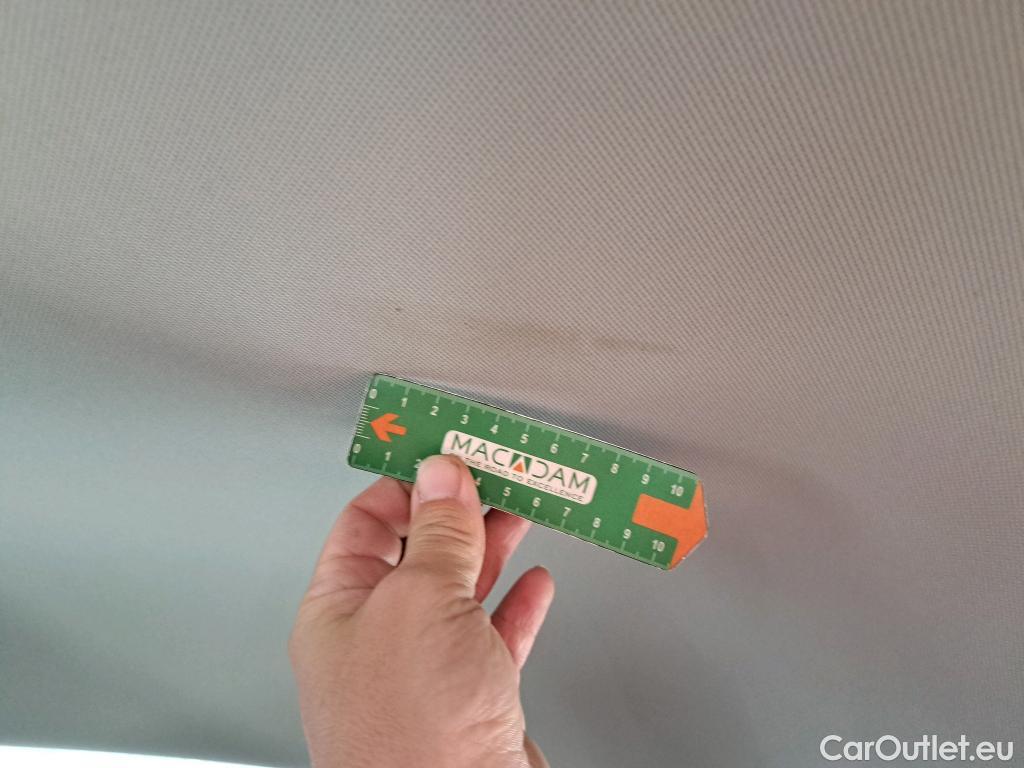 0 1 2 3 4 5 6 7 8 9 10
MACADAM
THE ROAD TO EXCELLENCE
0 1 2 4 5 6 7 8 9 10
CarOutlet.eu